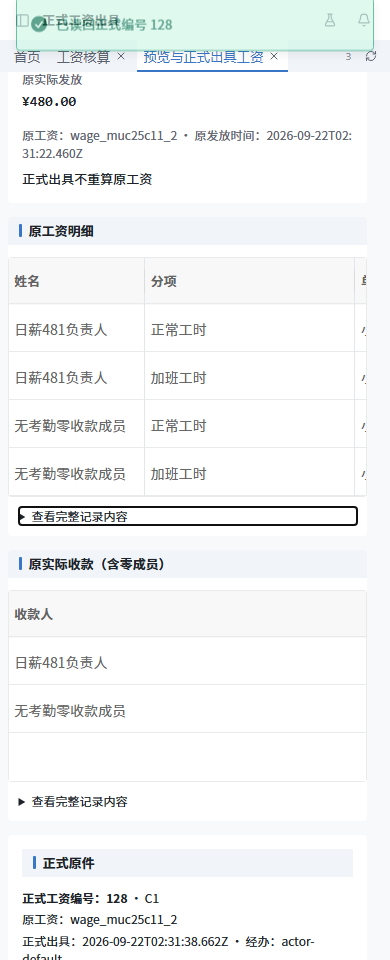 已读回正式编号 128
首页 工资核算 × 预览与正式出具工资 × 3
原实际发放
¥480.00
原工资：wage_muc25c11_2 · 原发放时间：2026-09-22T02:
31:22.460Z
正式出具不重算原工资
原工资明细
姓名 分项
日薪481负责人 正常工时
日薪481负责人 加班工时
无考勤零收款成员 正常工时
无考勤零收款成员 加班工时
▶ 查看完整记录内容
原实际收款（含零成员）
收款人
日薪481负责人
无考勤零收款成员
▶ 查看完整记录内容
正式原件
正式工资编号：128 · C1
原工资：wage_muc25c11_2
正式出具：2026-09-22T02:31:38.662Z · 经办：actor-
default